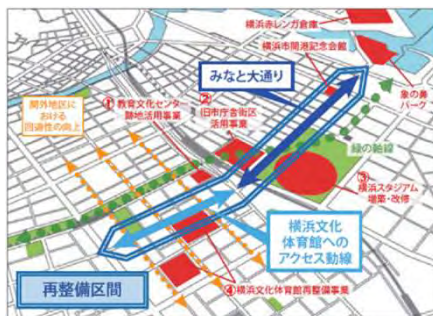 横浜赤レンガ倉庫
横浜市開港記念会館
みなと大通り
象の鼻
パーク
関外地区に
おける
回遊性の向上
①教育文化センター
跡地活用事業
②
旧市庁舎街区
活用事業
緑の軸線
③
横浜スタジアム
増築・改修
横浜文化
体育館への
アクセス動線
再整備区間
④横浜文化体育館再整備事業